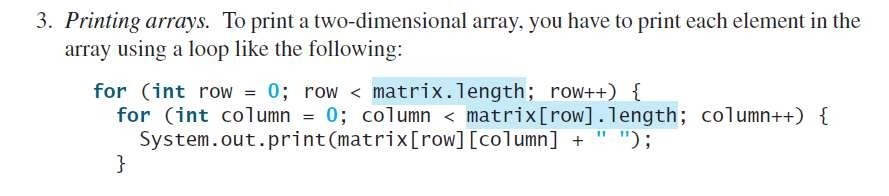 3. Printing arrays. To print a two-dimensional array, you have to print each element in the
array using a loop like the following:
for (int row = 0; row < matrix.length; row++) {
for (int column = 0; column < matrix[row].length; column++) {
System.out.print(matrix[row][column] + " ");
}